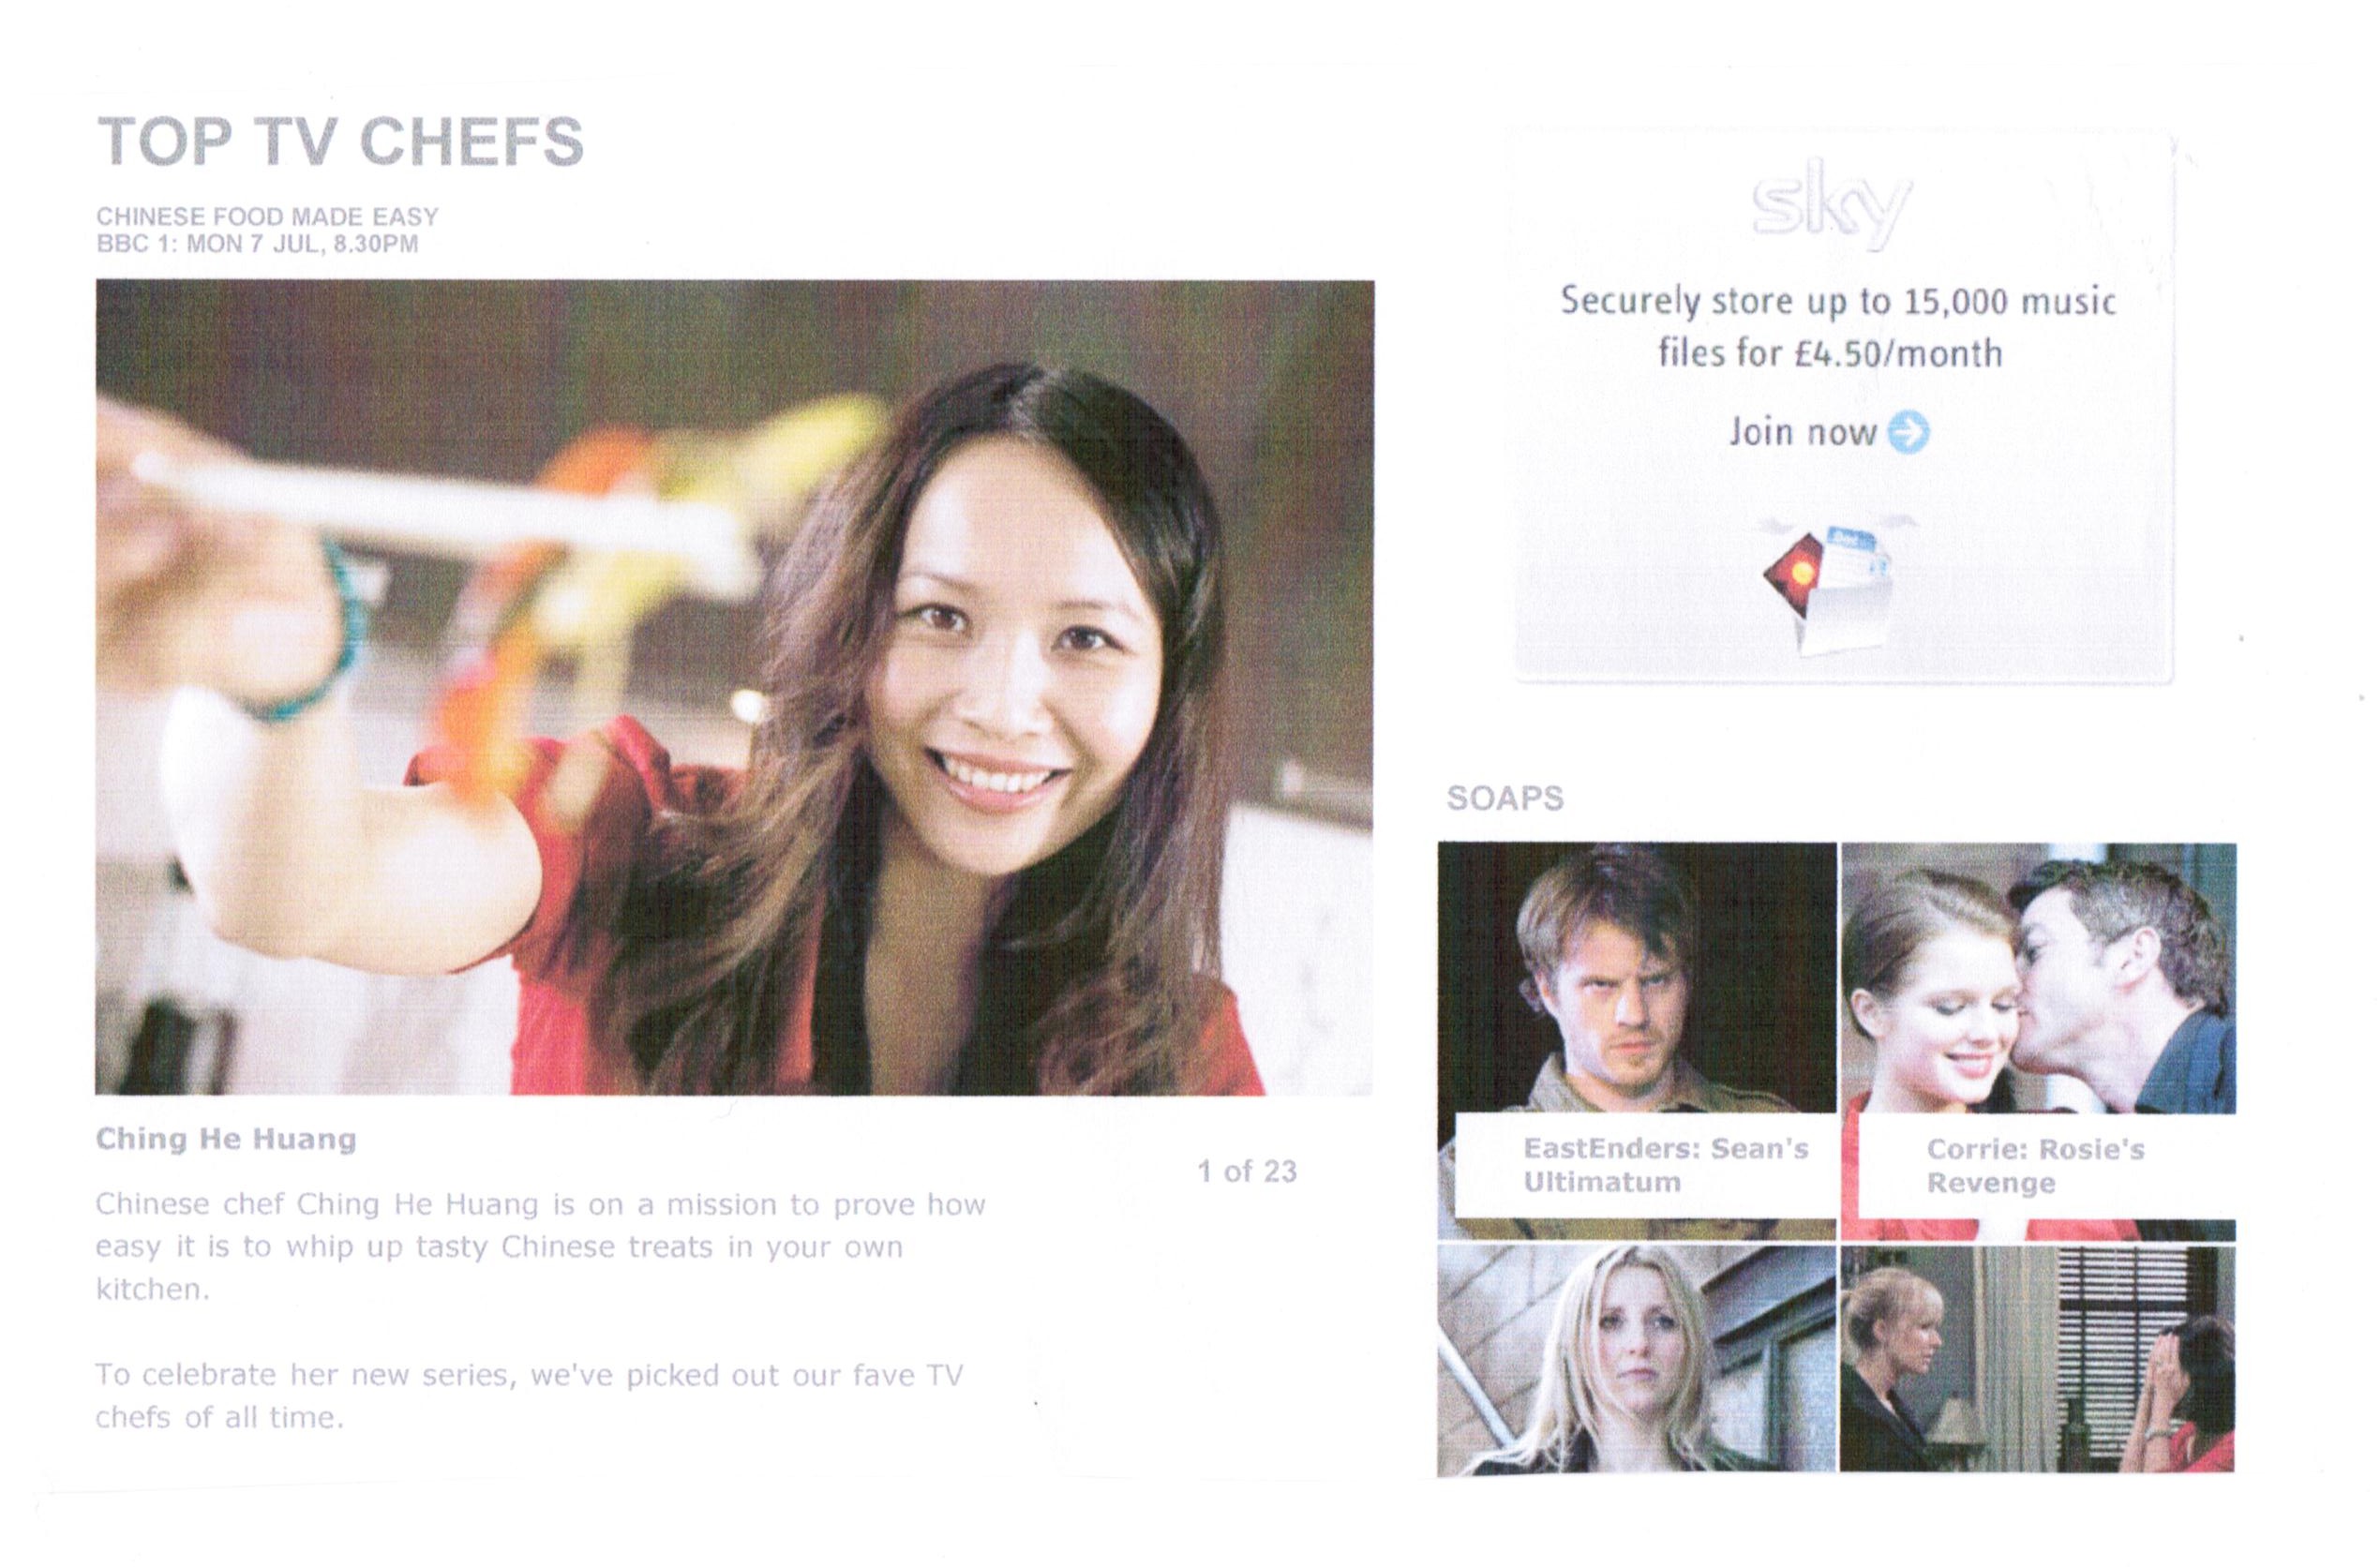 TOP TV CHEFS
CHINESE FOOD MADE EASY
BBC 1: MON 7 JUL, 8.30PM
Ching He Huang
1 of 23
Chinese chef Ching He Huang is on a mission to prove how
easy it is to whip up tasty Chinese treats in your own
kitchen.
To celebrate her new series, we've picked out our fave TV
chefs of all time.
sky
Securely store up to 15,000 music
files for £4.50/month
Join now
SOAPS
EastEnders: Sean's
Ultimatum
Corrie: Rosie's
Revenge